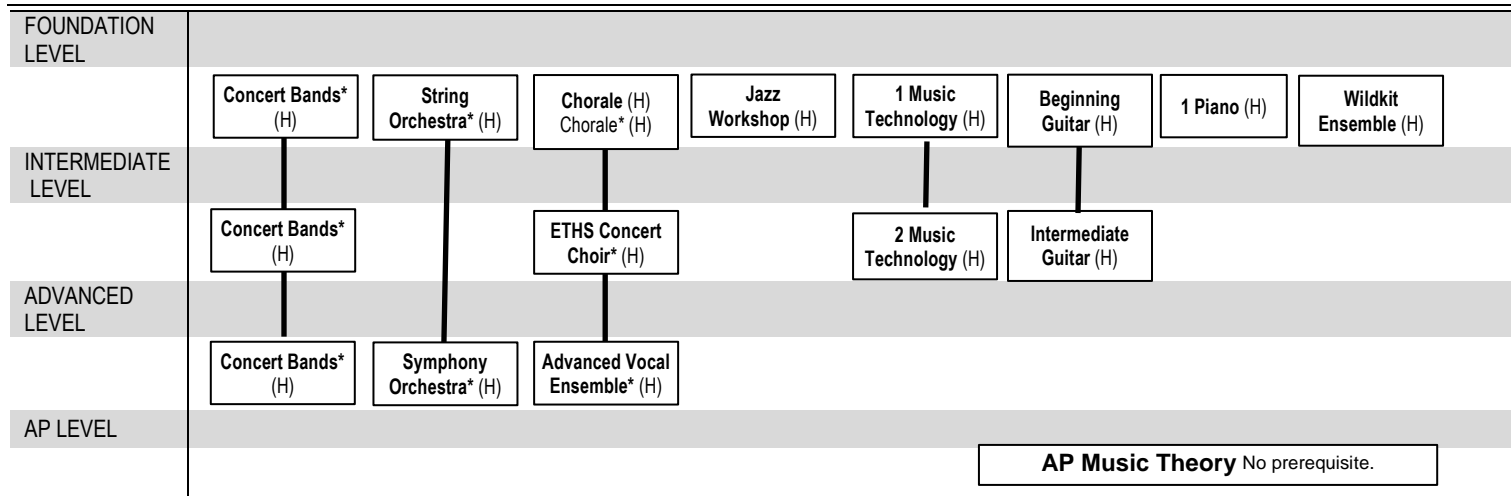 FOUNDATION
LEVEL
Concert Bands*
(H)
String
Orchestra* (H)
Chorale (H)
Chorale* (H)
Jazz
Workshop (H)
1 Music
Technology (H)
Beginning
Guitar (H)
1 Piano (H)
Wildkit
Ensemble (H)
INTERMEDIATE
LEVEL
Concert Bands*
(H)
ETHS Concert
Choir* (H)
2 Music
Technology (H)
Intermediate
Guitar (H)
ADVANCED
LEVEL
Concert Bands*
(H)
Symphony
Orchestra* (H)
Advanced Vocal
Ensemble* (H)
AP LEVEL
AP Music Theory No prerequisite.